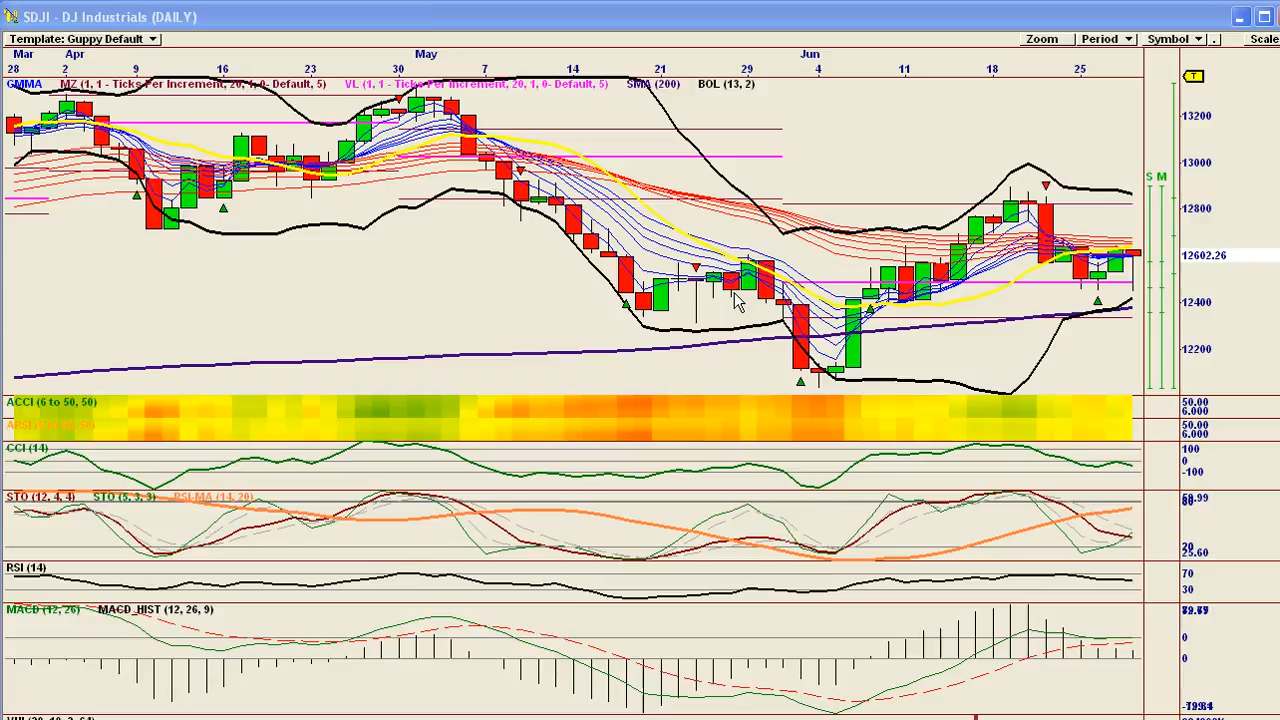 SDJI - DJ Industrials (DAILY)
Template: Guppy Default Zoom Period Symbol . Scale
Mar Apr May Jun
28 2 9 16 23 30 7 14 21 29 4 11 18 25
GMMA MZ (1, 1 - Ticks Per Increment, 20, 1, 0- Default, 5) VL (1, 1 - Ticks Per Increment, 20, 1, 0- Default, 5) SMA (200) BOL (13, 2)
T
13200
13000
S M
12800
12602.26
12400
12200
ACCI (6 to 50, 50) 50.00
6.000
50.00
6.000
CCI (14) 100
0
-100
STO (12, 4, 4) STO (5, 3, 3) RSI-MA (14, 20)
20
25.60
RSI (14) 70
30
MACD (12, 26) MACD_HIST (12, 26, 9)
0
0